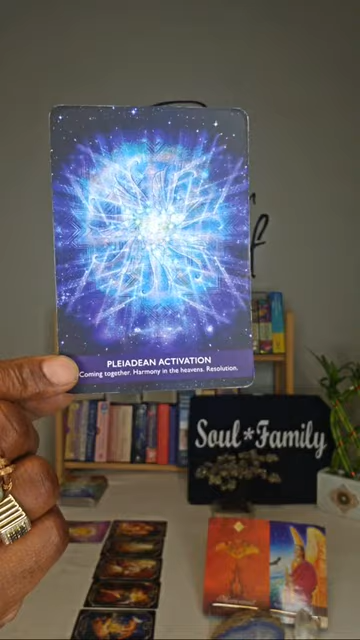 PLEIADEAN ACTIVATION
Coming together. Harmony in the heavens. Resolution.
Soul*Family